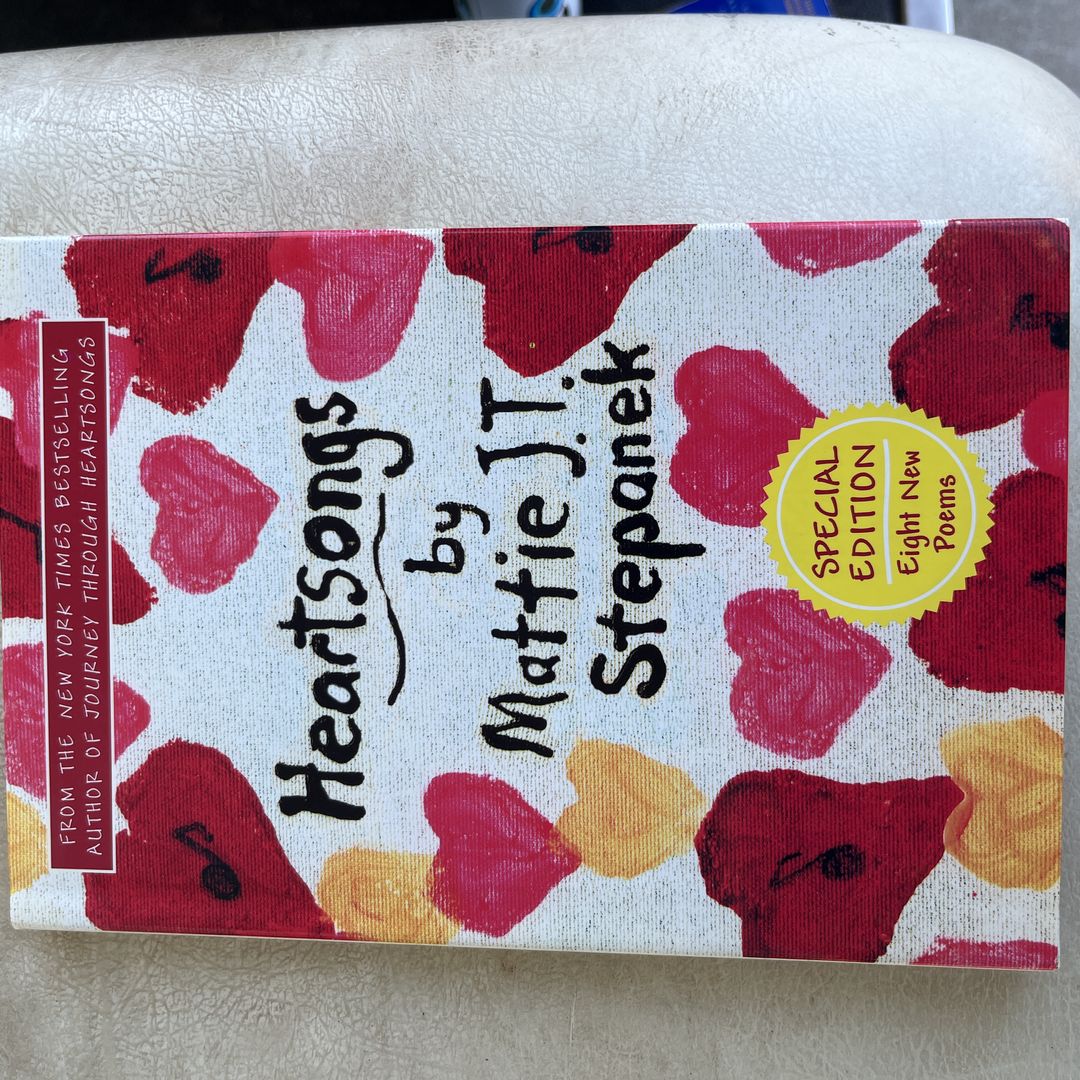 FROM THE NEW YORK TIMES BESTSELLING
AUTHOR OF JOURNEY THROUGH HEARTSONGS
Heartsongs
by
Mattie J.T.
Stepanek
SPECIAL
EDITION
Eight New
Poems